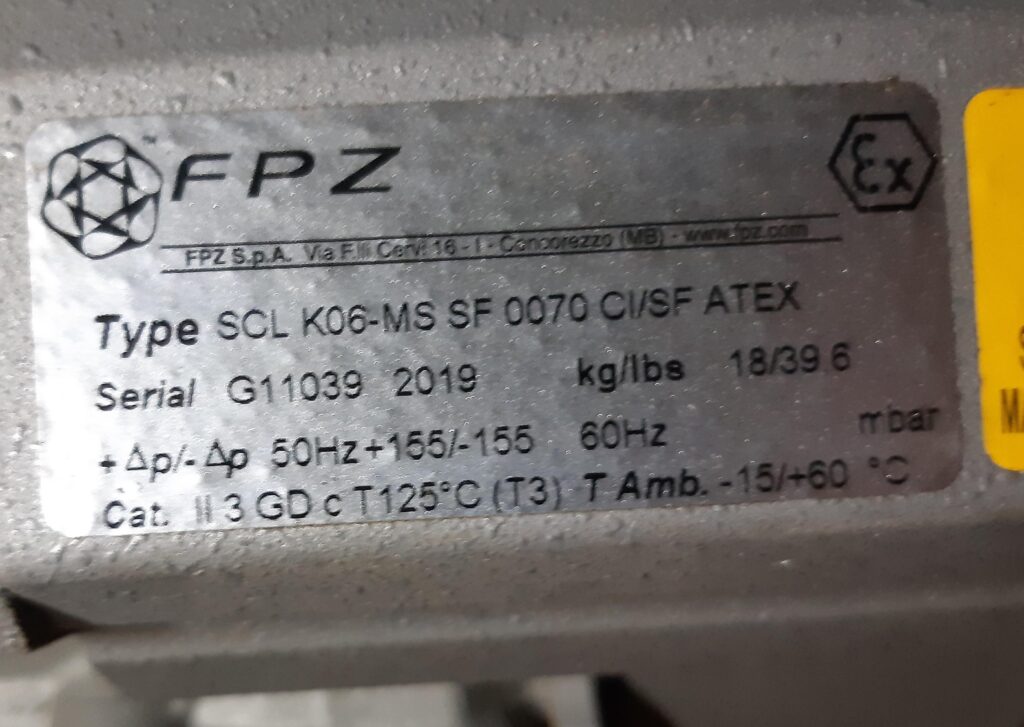 FPZ
Ex
FPZ S.p.A. Via F.lli Cervi 16 - I - Concorezzo (MB) - www.fpz.com
Type SCL K06-MS SF 0070 CI/SF ATEX
Serial G11039 2019 kg/lbs 18/39.6
+Δp/-Δp 50Hz+155/-155 60Hz mbar
Cat. II 3 GD c T125°C (T3) T Amb. -15/+60 °C